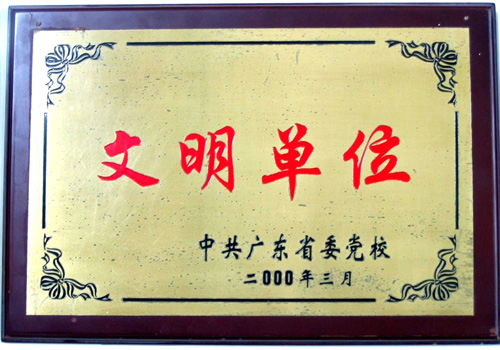 文明单位
中共广东省委党校
二000年三月